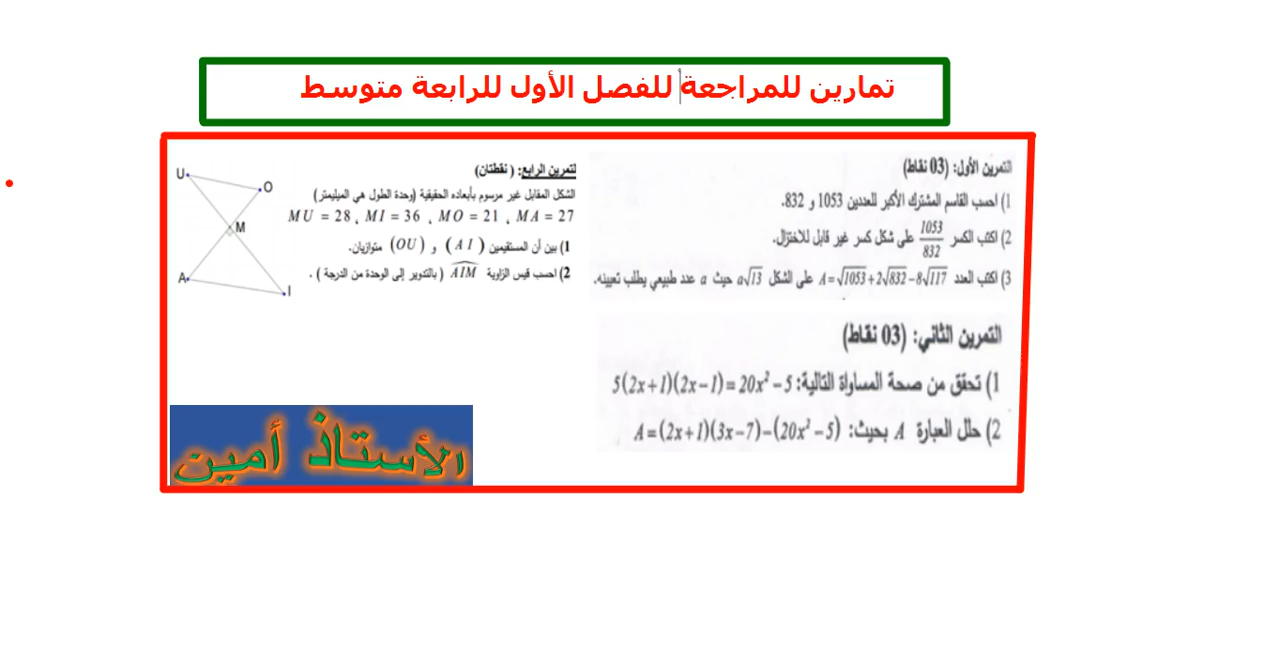 تمارين للمراجعة للفصل الأول للرابعة متوسط
التمرين الأول: (03 نقاط)
1) احسب القاسم المشترك الأكبر للعددين 1053 و 832.
2) اكتب الكسر 1053/832 على شكل كسر غير قابل للاختزال.
3) اكتب العدد A=√1053+2√832−8√117 على الشكل a√13 حيث a عدد طبيعي يطلب تعيينه.
التمرين الثاني: (03 نقاط)
1) تحقق من صحة المساواة التالية: 5(2x+1)(2x−1)=20x²−5
2) حلل العبارة A بحيث: A=(2x+1)(3x−7)−(20x²−5)
لتمرين الرابع: ( نقطتان)
الشكل المقابل غير مرسوم بأبعاده الحقيقية (وحدة الطول هي الميليمتر)
MU = 28 , MI = 36 , MO = 21 , MA = 27
1) بين أن المستقيمين (AI) و (OU) متوازيان.
2) احسب قيس الزاوية AIM ( بالتدوير إلى الوحدة من الدرجة ) .
U
O
M
A
I
الأستاذ أمين